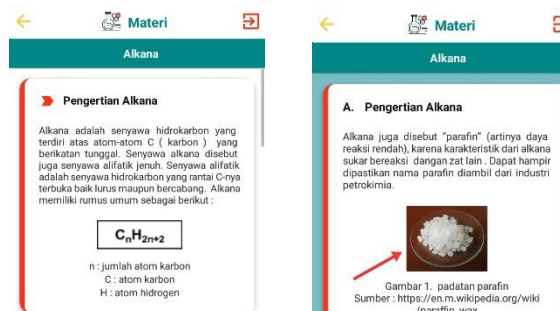 Materi
Alkana
Pengertian Alkana
Alkana adalah senyawa hidrokarbon yang
terdiri atas atom-atom C ( karbon ) yang
berikatan tunggal. Senyawa alkana disebut
juga senyawa alifatik jenuh. Senyawa alifatik
adalah senyawa hidrokarbon yang rantai C-nya
terbuka baik lurus maupun bercabang. Alkana
memiliki rumus umum sebagai berikut :
CnH2n+2
n : jumlah atom karbon
C : atom karbon
H : atom hidrogen
Materi
Alkana
A. Pengertian Alkana
Alkana juga disebut "parafin" (artinya daya
reaksi rendah), karena karakteristik dari alkana
sukar bereaksi dangan zat lain . Dapat hampir
dipastikan nama parafin diambil dari industri
petrokimia.
Gambar 1. padatan parafin
Sumber : https://en.m.wikipedia.org/wiki
/paraffin_wax